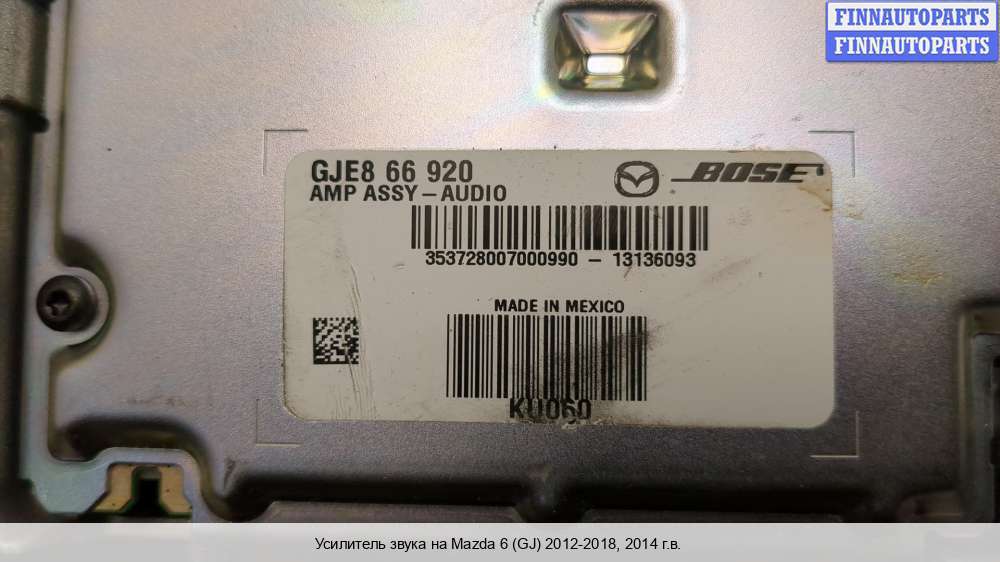 FINNAUTOPARTS
FINNAUTOPARTS
GJE8 66 920
AMP ASSY – AUDIO
BOSE
353728007000990 – 13136093
MADE IN MEXICO
KU060
Усилитель звука на Mazda 6 (GJ) 2012-2018, 2014 г.в.